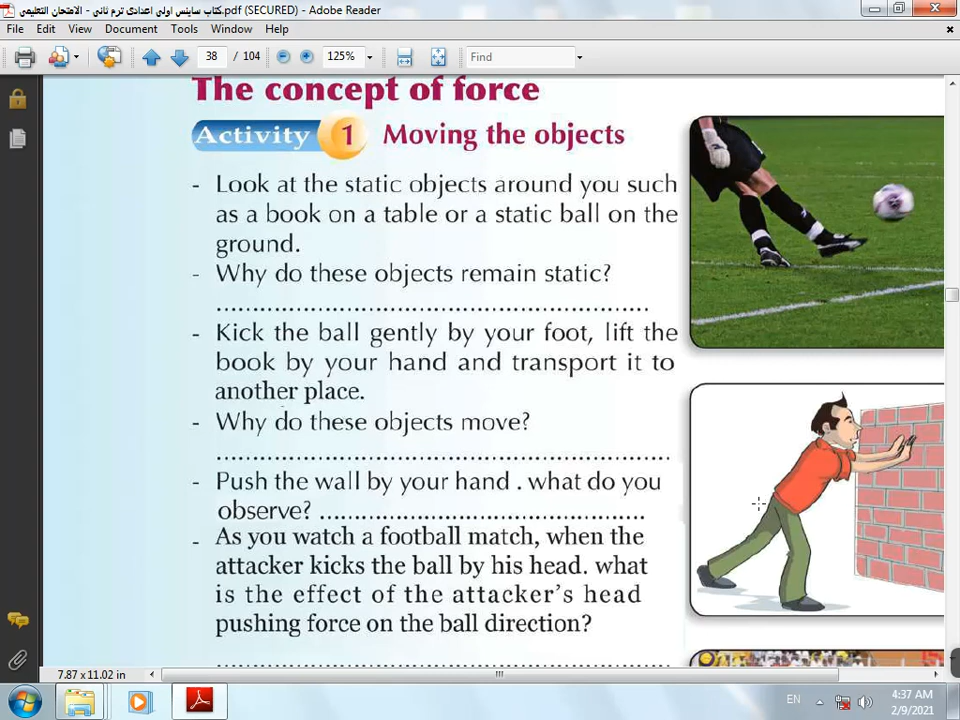 كتاب ساينس اولي اعدادي ترم ثاني - الامتحان التعليمي.pdf (SECURED) - Adobe Reader
File Edit View Document Tools Window Help
38 / 104 125% Find
The concept of force
Activity 1 Moving the objects
- Look at the static objects around you such
as a book on a table or a static ball on the
ground.
- Why do these objects remain static?
................................................................
- Kick the ball gently by your foot, lift the
book by your hand and transport it to
another place.
- Why do these objects move?
................................................................
- Push the wall by your hand . what do you
observe? ................................................
- As you watch a football match, when the
attacker kicks the ball by his head. what
is the effect of the attacker's head
pushing force on the ball direction?
................................................................
7.87 x 11.02 in
EN
4:37 AM
2/9/2021